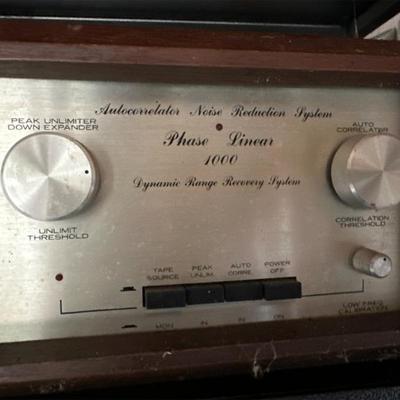 Autocorrelator Noise Reduction System
PEAK UNLIMITER
DOWN EXPANDER
AUTO
CORRELATOR
Phase Linear
1000
Dynamic Range Recovery System
UNLIMIT
THRESHOLD
CORRELATION
THRESHOLD
TAPE
SOURCE
PEAK
UNLIM.
AUTO
CORRE.
POWER
OFF
MON
IN
IN
ON
LOW FREQ
CALIBRATION